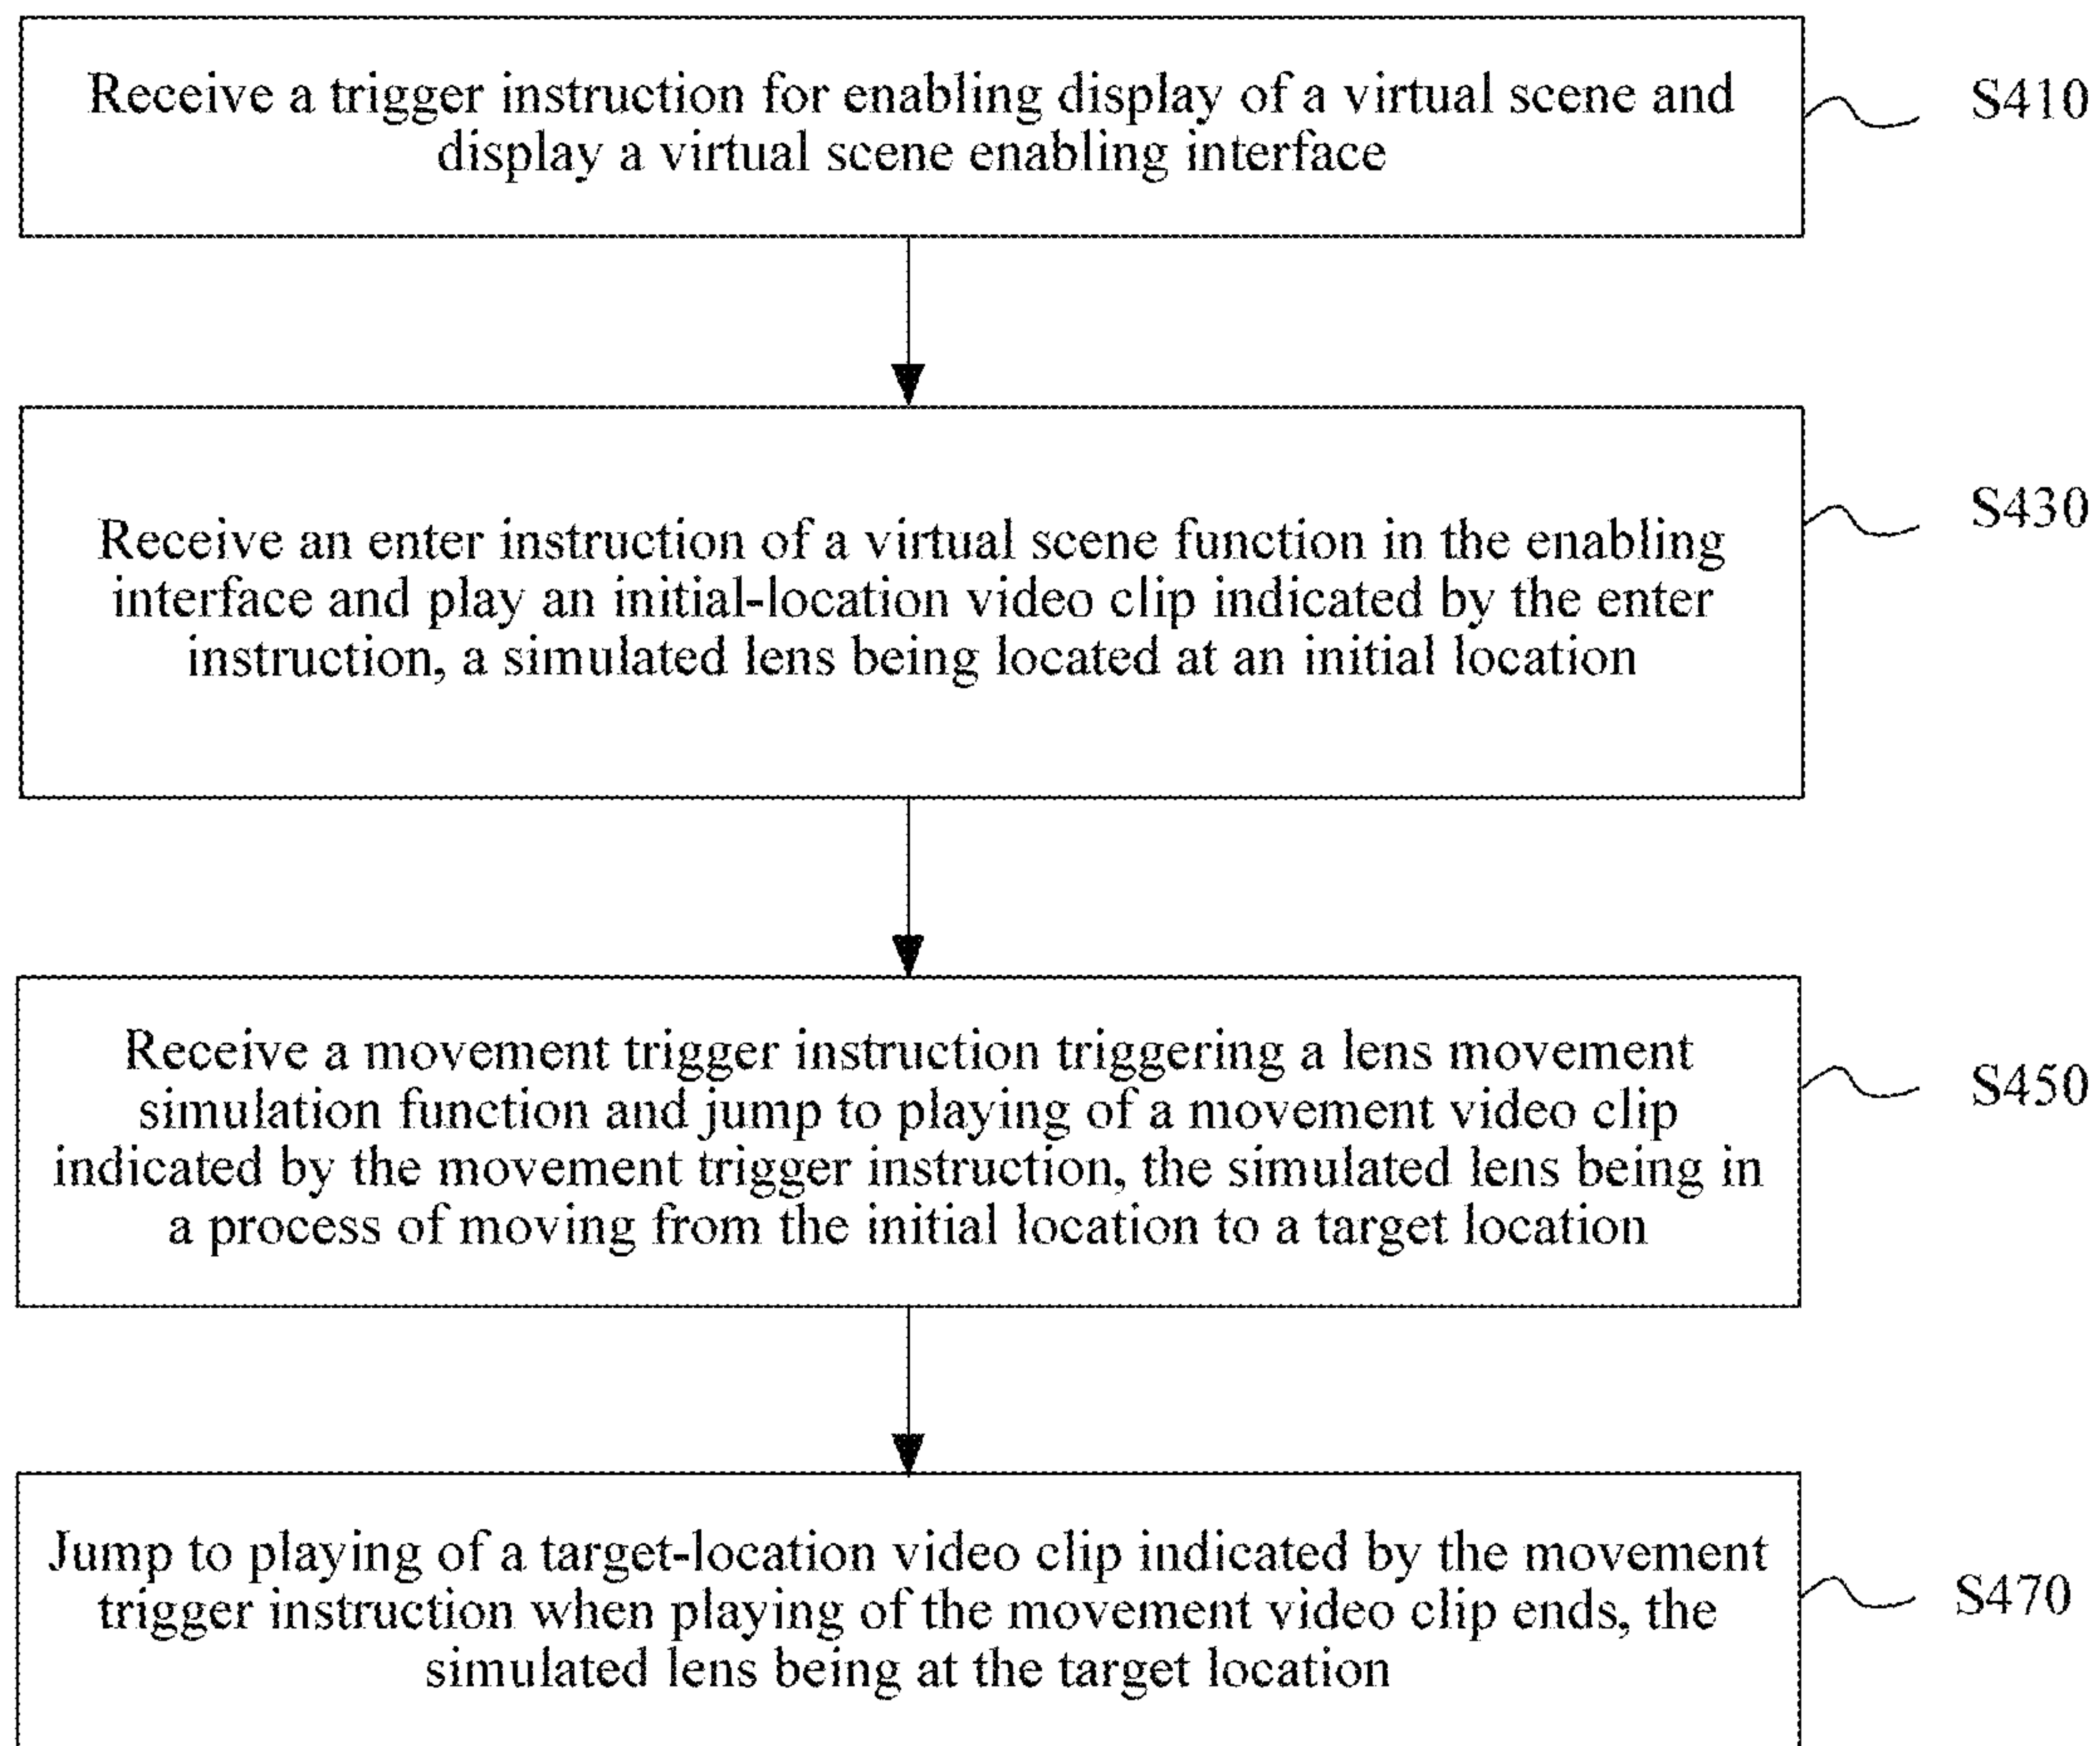 Receive a trigger instruction for enabling display of a virtual scene and
display a virtual scene enabling interface
S410
Receive an enter instruction of a virtual scene function in the enabling
interface and play an initial-location video clip indicated by the enter
instruction, a simulated lens being located at an initial location
S430
Receive a movement trigger instruction triggering a lens movement
simulation function and jump to playing of a movement video clip
indicated by the movement trigger instruction, the simulated lens being in
a process of moving from the initial location to a target location
S450
Jump to playing of a target-location video clip indicated by the movement
trigger instruction when playing of the movement video clip ends, the
simulated lens being at the target location
S470